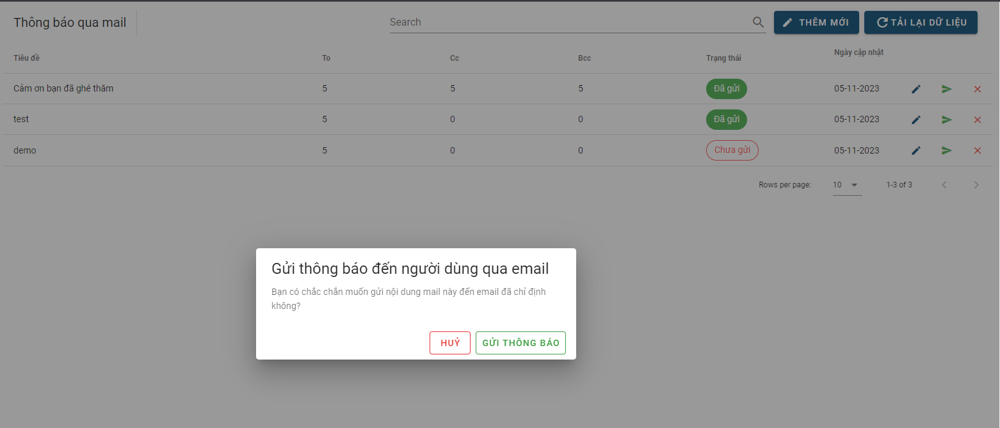 Thông báo qua mail
Search
THÊM MỚI
TẢI LẠI DỮ LIỆU
Tiêu đề To Cc Bcc Trạng thái Ngày cập nhật
Cảm ơn bạn đã ghé thăm 5 5 5 Đã gửi 05-11-2023
test 5 0 0 Đã gửi 05-11-2023
demo 5 0 0 Chưa gửi 05-11-2023
Rows per page: 10 1-3 of 3
Gửi thông báo đến người dùng qua email
Bạn có chắc chắn muốn gửi nội dung mail này đến email đã chỉ định
không?
HUỶ GỬI THÔNG BÁO